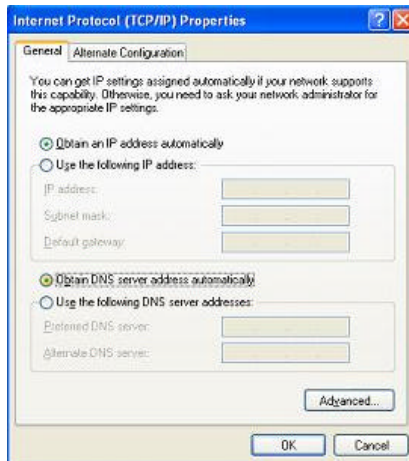 Internet Protocol (TCP/IP) Properties
General
Alternate Configuration
You can get IP settings assigned automatically if your network supports
this capability. Otherwise, you need to ask your network administrator for
the appropriate IP settings.
Obtain an IP address automatically
Use the following IP address:
IP address:
Subnet mask:
Default gateway:
Obtain DNS server address automatically
Use the following DNS server addresses:
Preferred DNS server:
Alternate DNS server:
Advanced...
OK
Cancel